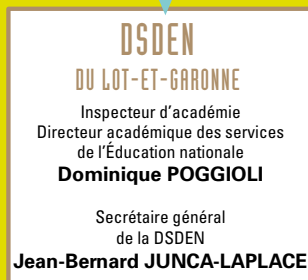 DSDEN
DU LOT-ET-GARONNE
Inspecteur d'académie
Directeur académique des services
de l'Éducation nationale
Dominique POGGIOLI
Secrétaire général
de la DSDEN
Jean-Bernard JUNCA-LAPLACE